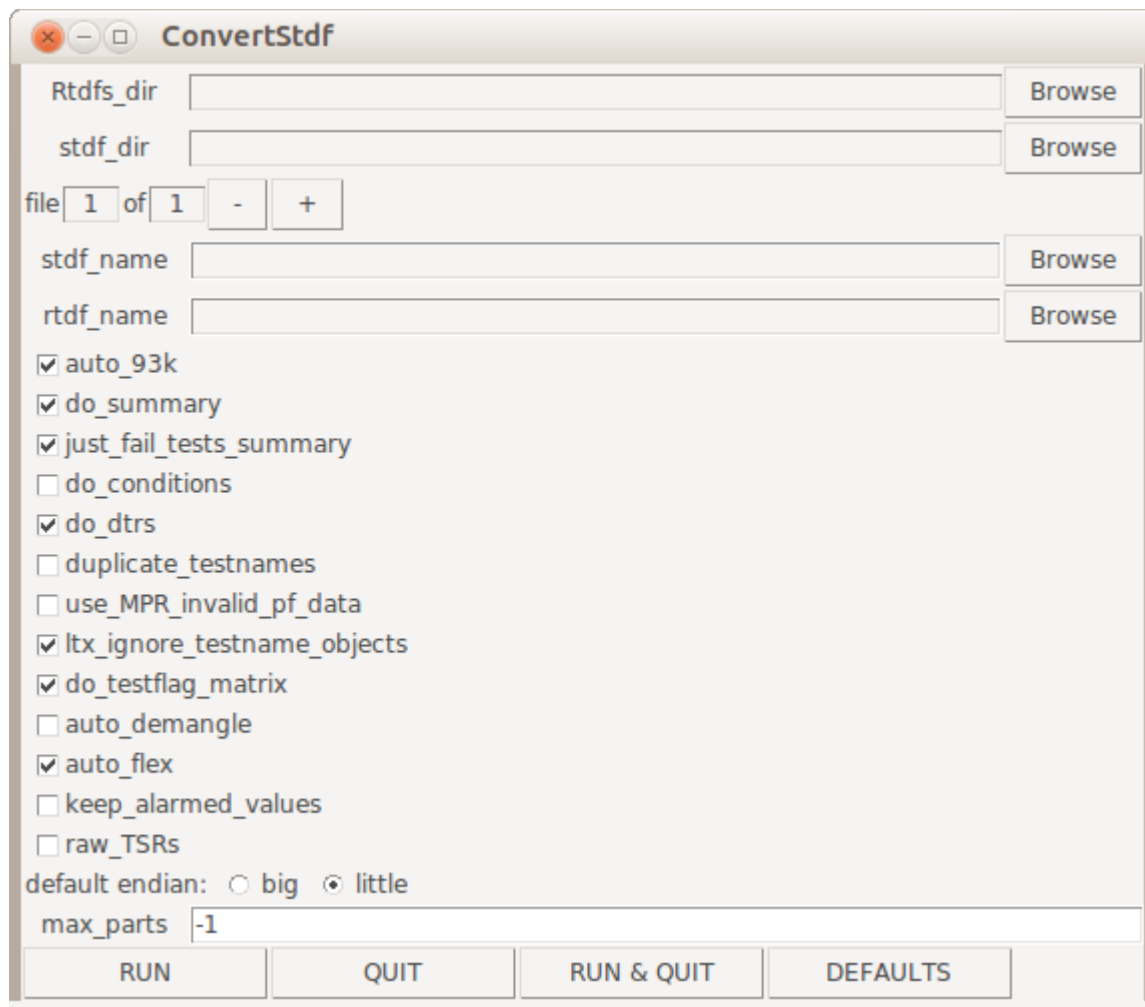 ConvertStdf
Rtdfs_dir Browse
stdf_dir Browse
file 1 of 1 - +
stdf_name Browse
rtdf_name Browse
auto_93k
do_summary
just_fail_tests_summary
do_conditions
do_dtrs
duplicate_testnames
use_MPR_invalid_pf_data
ltx_ignore_testname_objects
do_testflag_matrix
auto_demangle
auto_flex
keep_alarmed_values
raw_TSRs
default endian: big little
max_parts -1
RUN QUIT RUN & QUIT DEFAULTS